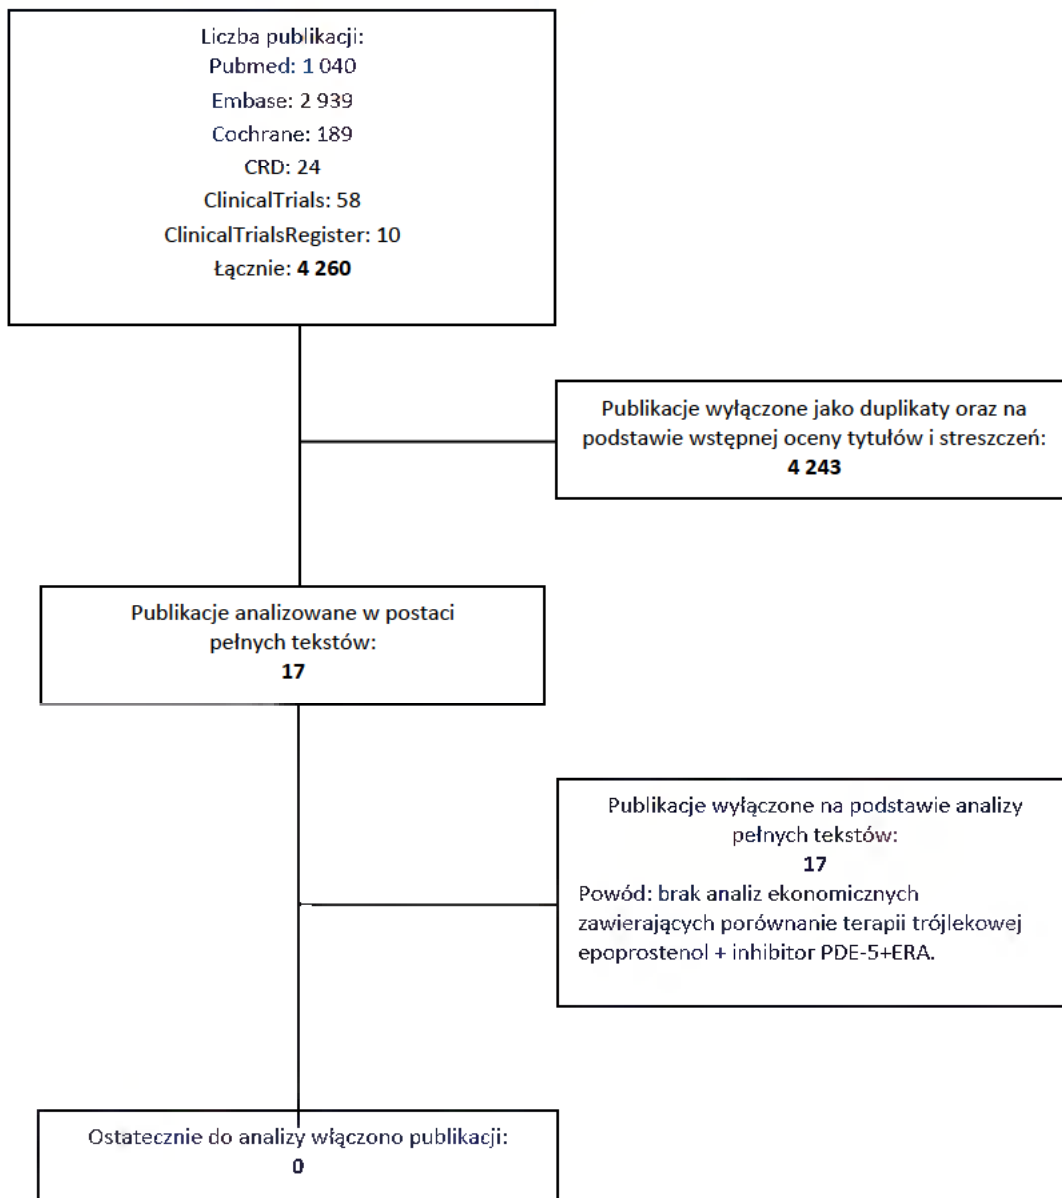 Liczba publikacji:
Pubmed: 1 040
Embase: 2 939
Cochrane: 189
CRD: 24
ClinicalTrials: 58
ClinicalTrialsRegister: 10
Łącznie: 4 260
Publikacje wyłączone jako duplikaty oraz na
podstawie wstępnej oceny tytułów i streszczeń:
4 243
Publikacje analizowane w postaci
pełnych tekstów:
17
Publikacje wyłączone na podstawie analizy
pełnych tekstów:
17
Powód: brak analiz ekonomicznych
zawierających porównanie terapii trójlekowej
epoprostenol + inhibitor PDE-5+ERA.
Ostatecznie do analizy włączono publikacji:
0